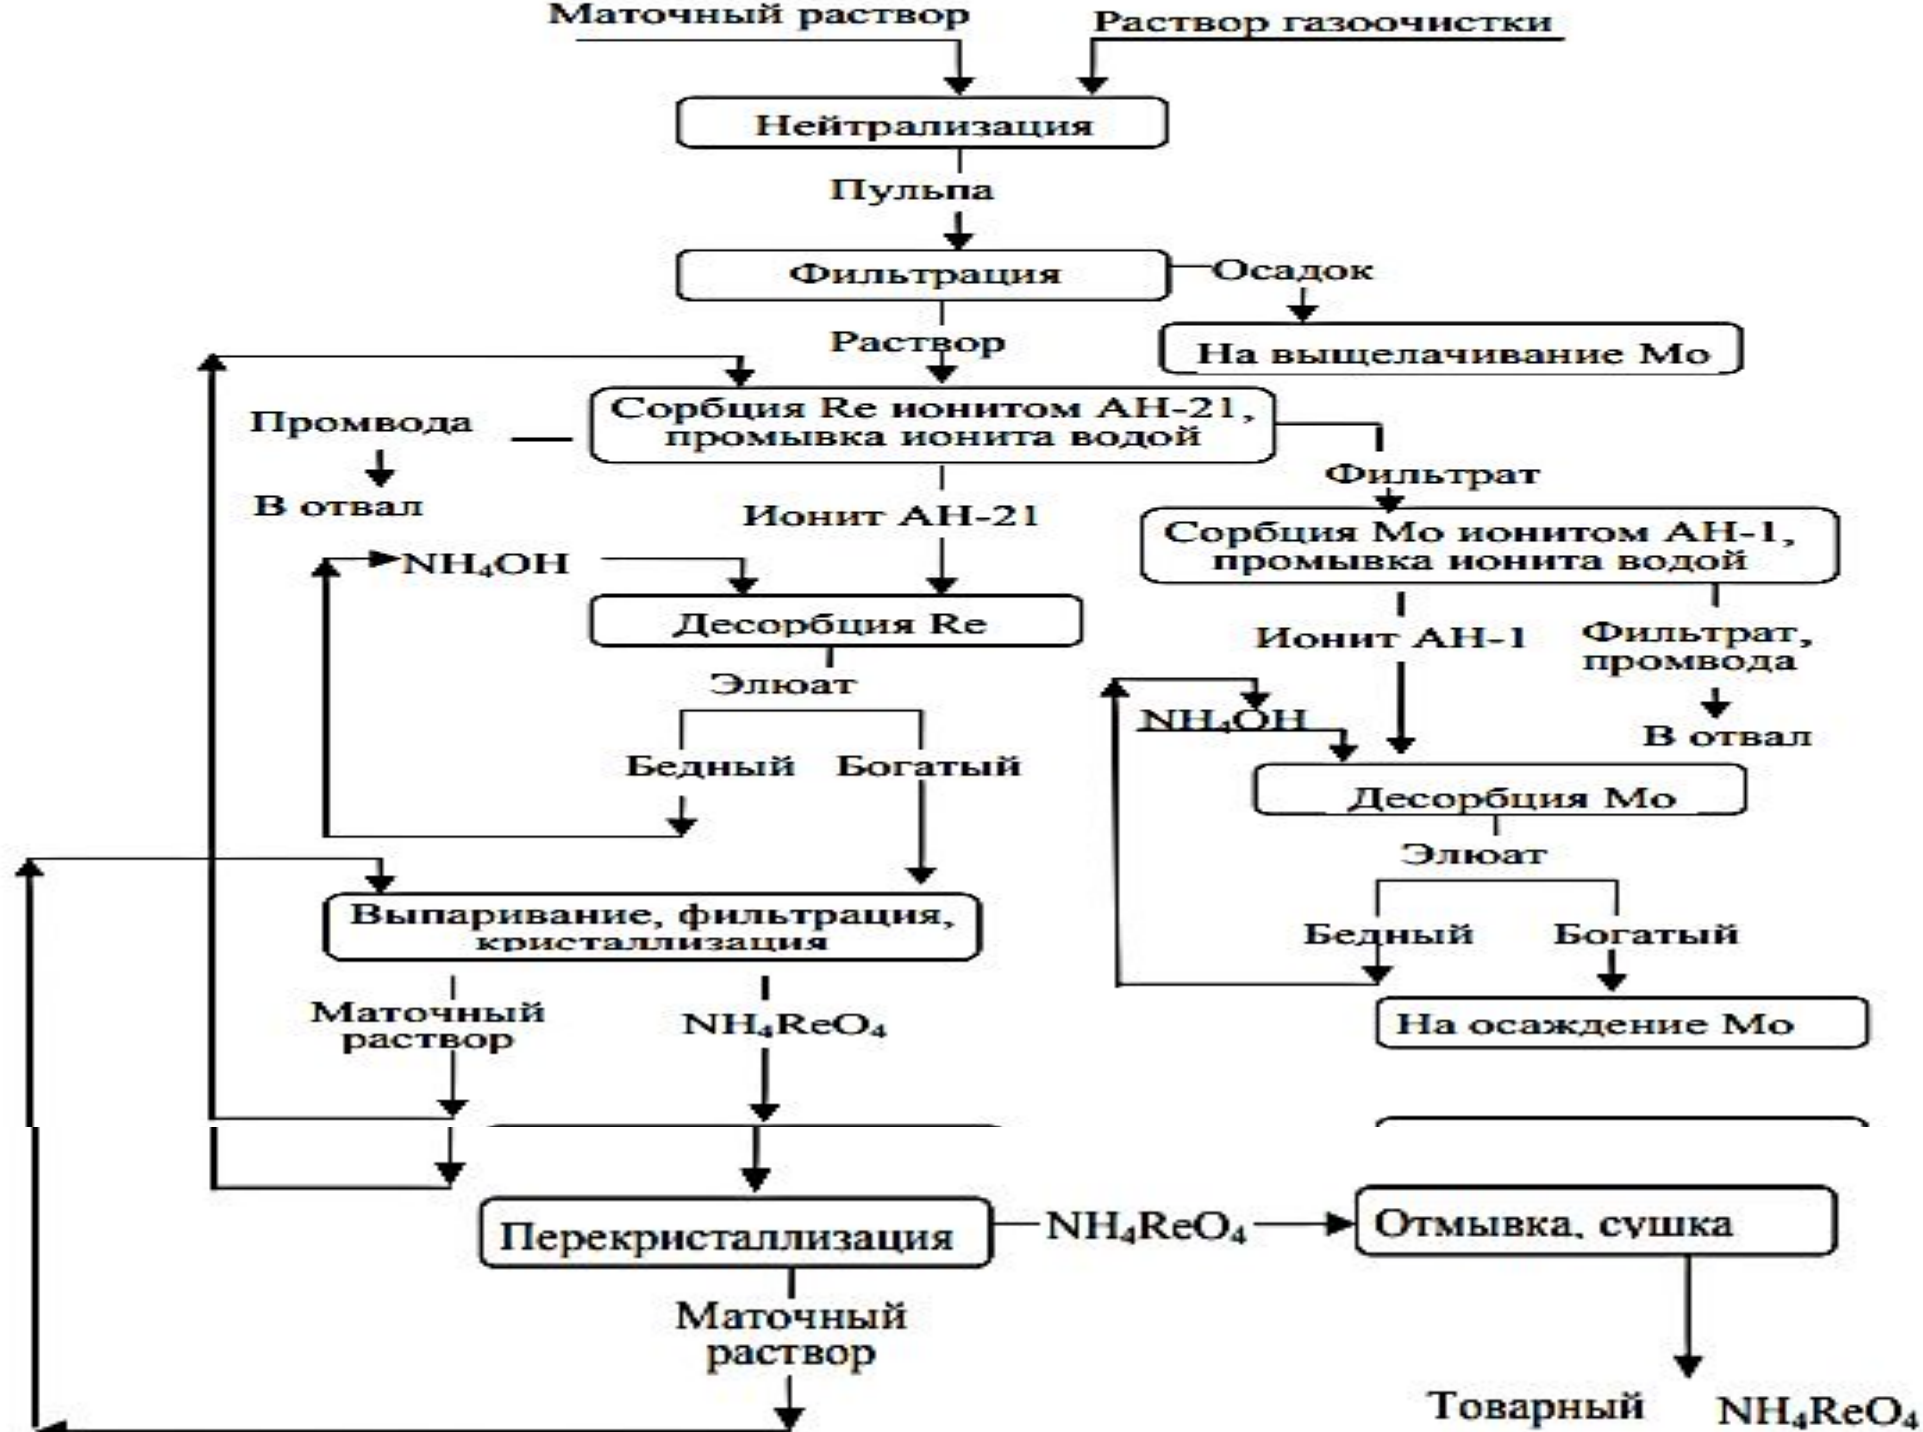 Маточный раствор
Раствор газоочистки
Нейтрализация
Пульпа
Фильтрация
Осадок
Раствор
На выщелачивание Mo
Сорбция Re ионитом АН-21,
промывка ионита водой
Промвода
В отвал
Фильтрат
Ионит АН-21
Сорбция Mo ионитом АН-1,
промывка ионита водой
NH₄OH
Десорбция Re
Ионит АН-1
Фильтрат,
промвода
В отвал
Элюат
NH₄OH
Бедный
Богатый
Десорбция Mo
Элюат
Выпаривание, фильтрация,
кристаллизация
Бедный
Богатый
Маточный
раствор
NH₄ReO₄
На осаждение Mo
Перекристаллизация
NH₄ReO₄
Отмывка, сушка
Маточный
раствор
Товарный NH₄ReO₄